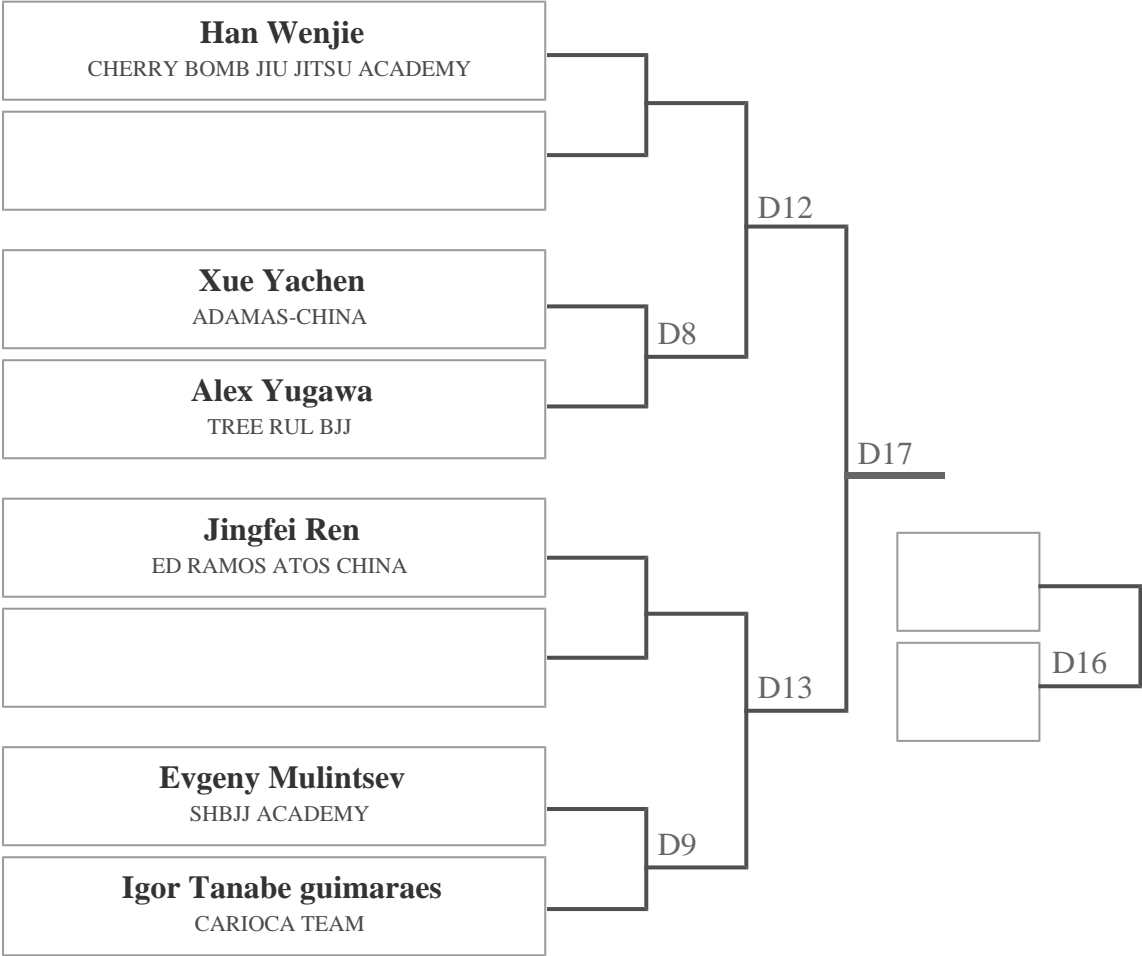 Han Wenjie
CHERRY BOMB JIU JITSU ACADEMY
D12
Xue Yachen
ADAMAS-CHINA
D8
Alex Yugawa
TREE RUL BJJ
D17
Jingfei Ren
ED RAMOS ATOS CHINA
D16
D13
Evgeny Mulintsev
SHBJJ ACADEMY
D9
Igor Tanabe guimaraes
CARIOCA TEAM